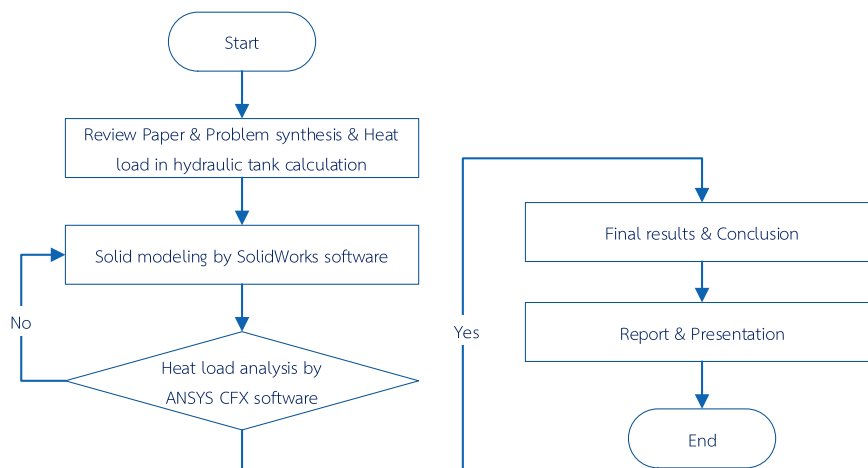 Start
Review Paper & Problem synthesis & Heat
load in hydraulic tank calculation
Solid modeling by SolidWorks software
No
Heat load analysis by
ANSYS CFX software
Yes
Final results & Conclusion
Report & Presentation
End